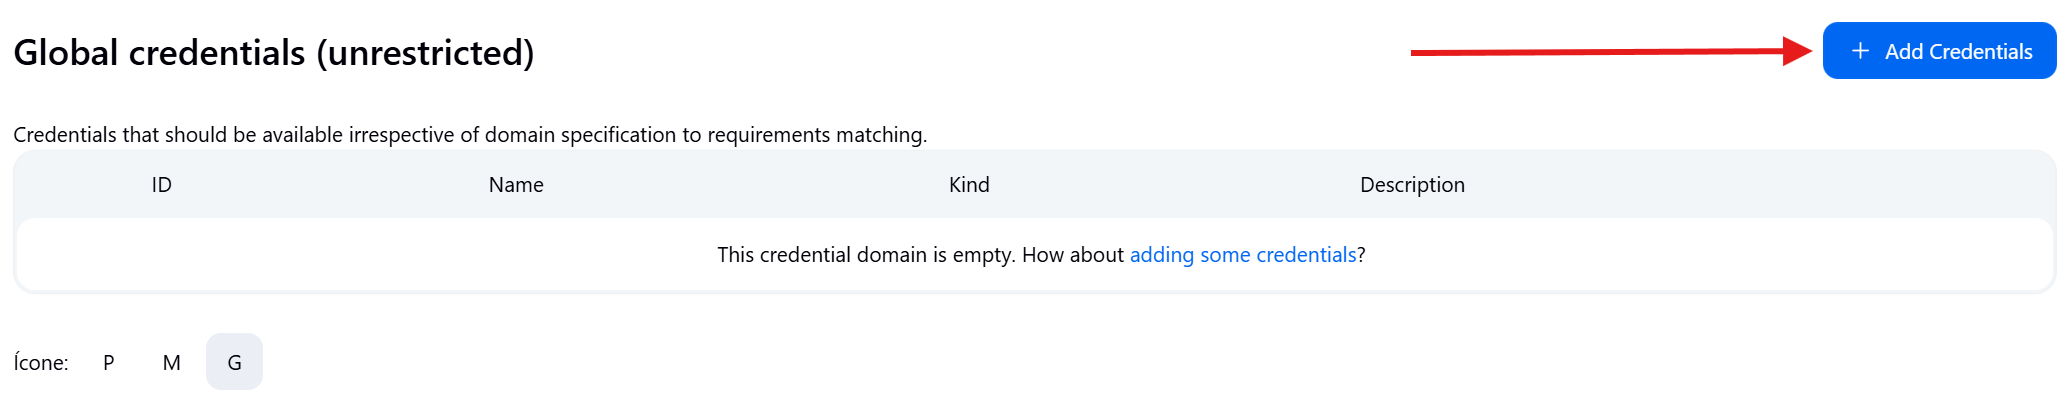 Global credentials (unrestricted)
+ Add Credentials
Credentials that should be available irrespective of domain specification to requirements matching.
ID Name Kind Description
This credential domain is empty. How about adding some credentials?
Ícone: P M G